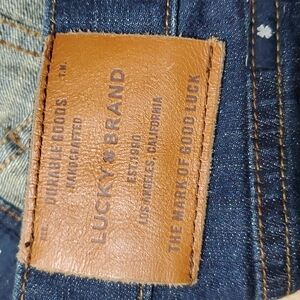 DURABLE GOODS T.M.
HANDCRAFTED
LUCKY BRAND
EST. 1990
LOS ANGELES, CALIFORNIA
THE MARK OF GOOD LUCK